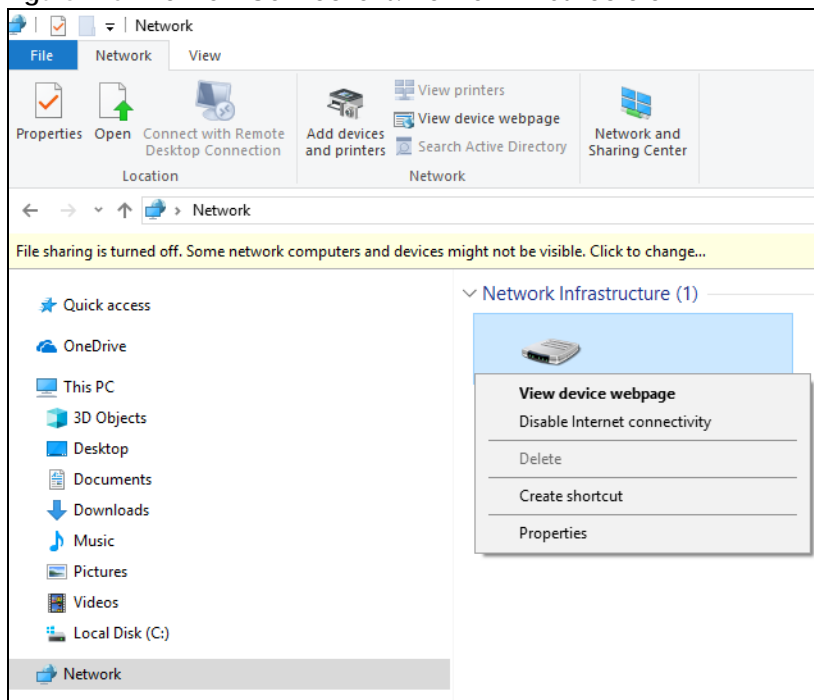 Network
File Network View
Properties Open Connect with Remote Desktop Connection
Location
Add devices and printers
View printers
View device webpage
Search Active Directory
Network
Network and Sharing Center
Network
File sharing is turned off. Some network computers and devices might not be visible. Click to change...
Quick access
OneDrive
This PC
3D Objects
Desktop
Documents
Downloads
Music
Pictures
Videos
Local Disk (C:)
Network
Network Infrastructure (1)
View device webpage
Disable Internet connectivity
Delete
Create shortcut
Properties